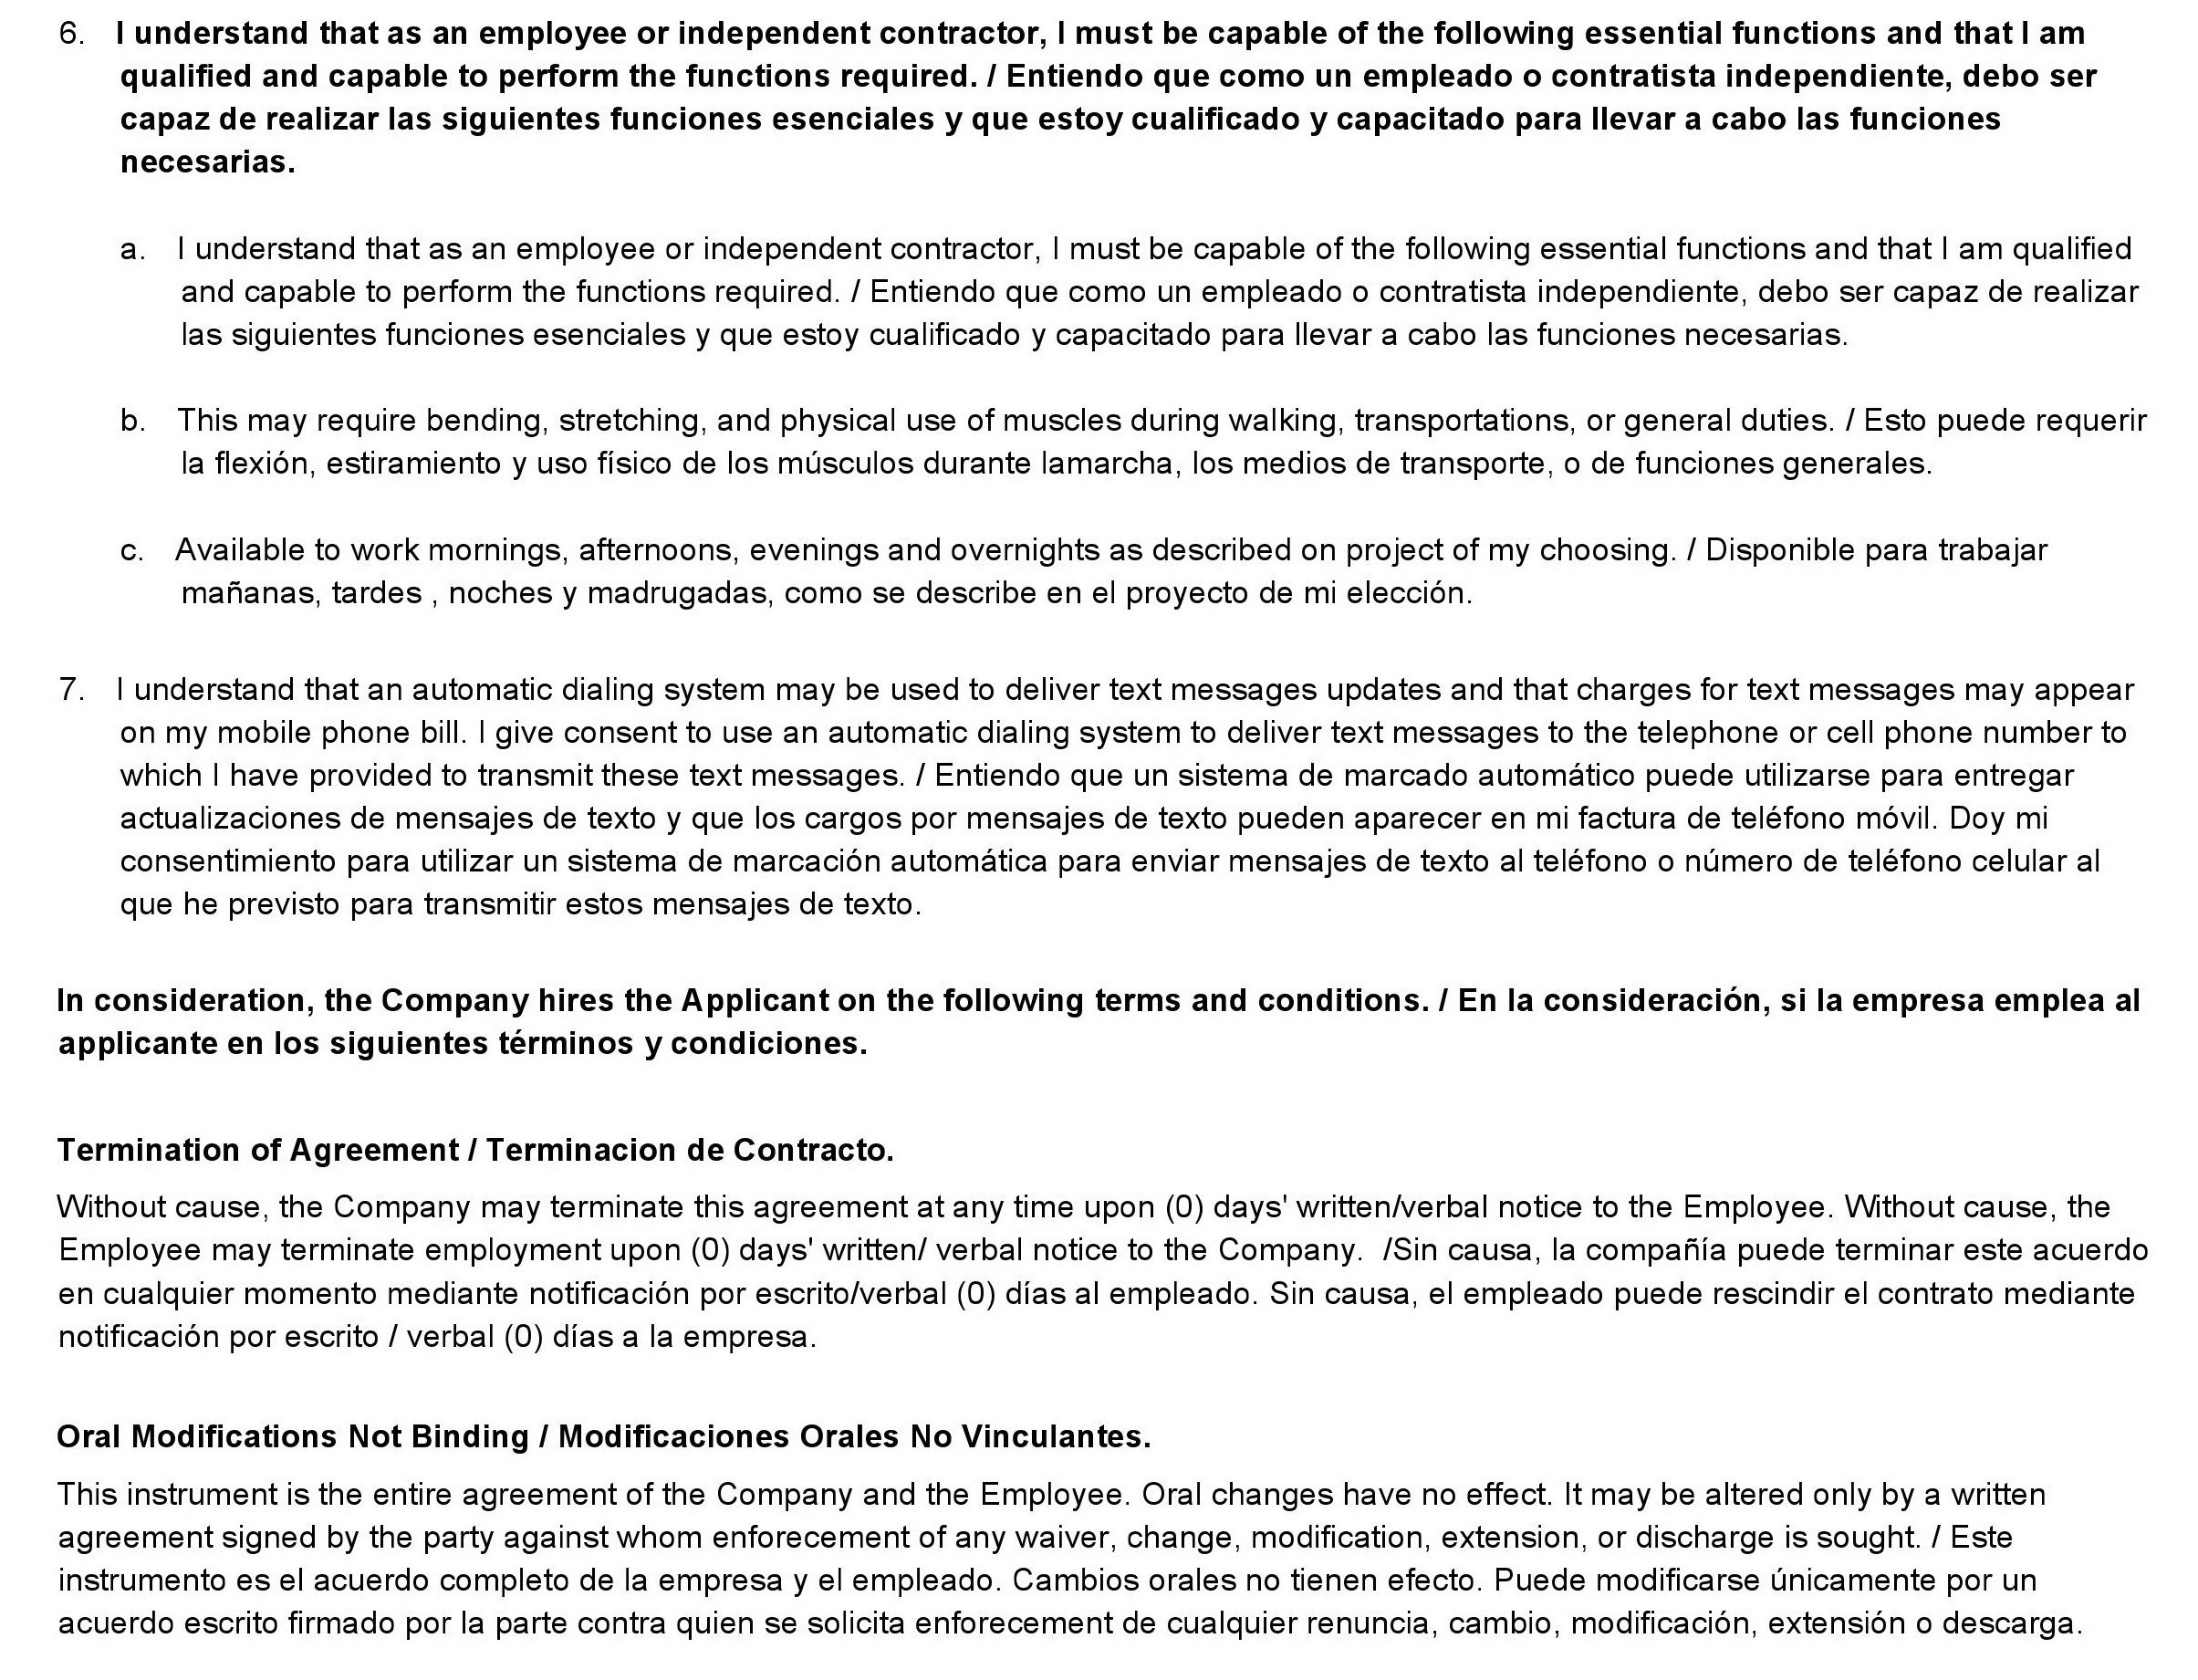 6. I understand that as an employee or independent contractor, I must be capable of the following essential functions and that I am
qualified and capable to perform the functions required. / Entiendo que como un empleado o contratista independiente, debo ser
capaz de realizar las siguientes funciones esenciales y que estoy cualificado y capacitado para llevar a cabo las funciones
necesarias.
a. I understand that as an employee or independent contractor, I must be capable of the following essential functions and that I am qualified
and capable to perform the functions required. / Entiendo que como un empleado o contratista independiente, debo ser capaz de realizar
las siguientes funciones esenciales y que estoy cualificado y capacitado para llevar a cabo las funciones necesarias.
b. This may require bending, stretching, and physical use of muscles during walking, transportations, or general duties. / Esto puede requerir
la flexión, estiramiento y uso físico de los músculos durante lamarcha, los medios de transporte, o de funciones generales.
c. Available to work mornings, afternoons, evenings and overnights as described on project of my choosing. / Disponible para trabajar
mañanas, tardes , noches y madrugadas, como se describe en el proyecto de mi elección.
7. I understand that an automatic dialing system may be used to deliver text messages updates and that charges for text messages may appear
on my mobile phone bill. I give consent to use an automatic dialing system to deliver text messages to the telephone or cell phone number to
which I have provided to transmit these text messages. / Entiendo que un sistema de marcado automático puede utilizarse para entregar
actualizaciones de mensajes de texto y que los cargos por mensajes de texto pueden aparecer en mi factura de teléfono móvil. Doy mi
consentimiento para utilizar un sistema de marcación automática para enviar mensajes de texto al teléfono o número de teléfono celular al
que he previsto para transmitir estos mensajes de texto.
In consideration, the Company hires the Applicant on the following terms and conditions. / En la consideración, si la empresa emplea al
applicante en los siguientes términos y condiciones.
Termination of Agreement / Terminacion de Contracto.
Without cause, the Company may terminate this agreement at any time upon (0) days' written/verbal notice to the Employee. Without cause, the
Employee may terminate employment upon (0) days' written/ verbal notice to the Company.  /Sin causa, la compañía puede terminar este acuerdo
en cualquier momento mediante notificación por escrito/verbal (0) días al empleado. Sin causa, el empleado puede rescindir el contrato mediante
notificación por escrito / verbal (0) días a la empresa.
Oral Modifications Not Binding / Modificaciones Orales No Vinculantes.
This instrument is the entire agreement of the Company and the Employee. Oral changes have no effect. It may be altered only by a written
agreement signed by the party against whom enforecement of any waiver, change, modification, extension, or discharge is sought. / Este
instrumento es el acuerdo completo de la empresa y el empleado. Cambios orales no tienen efecto. Puede modificarse únicamente por un
acuerdo escrito firmado por la parte contra quien se solicita enforecement de cualquier renuncia, cambio, modificación, extensión o descarga.